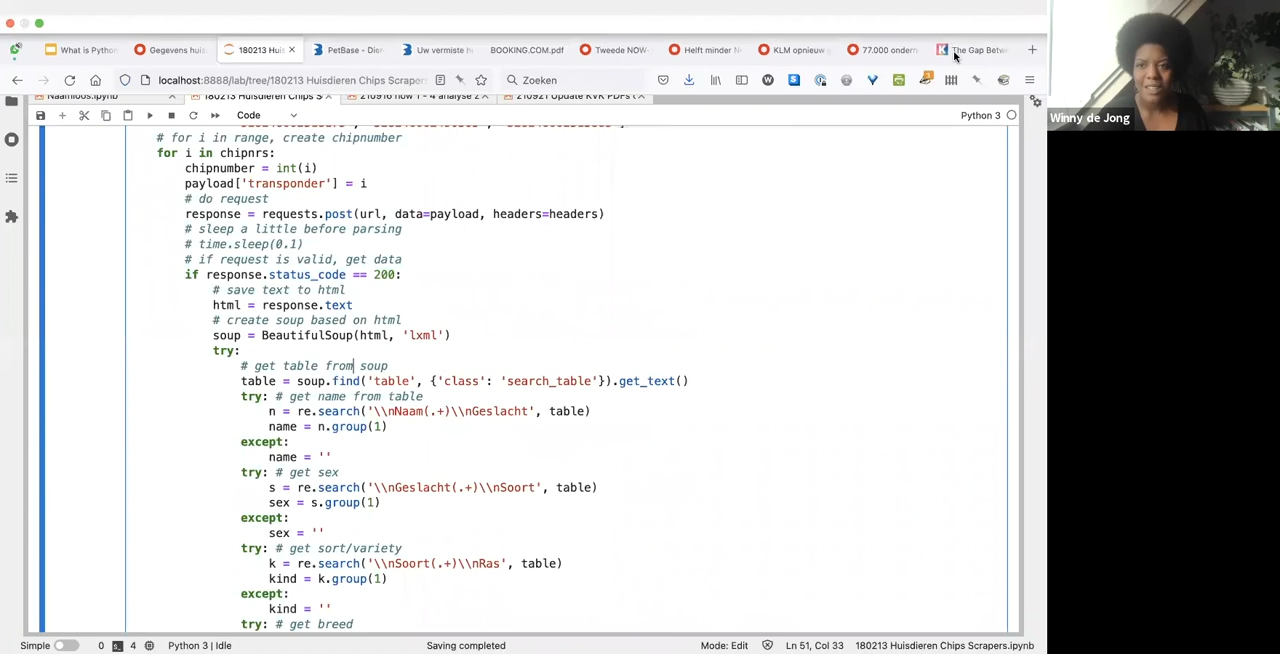 What is Pytho
Gegevens huis
180213 Huis
PetBase - Dier
Uw vermiste h
BOOKING.COM.pdf
Tweede NOW-
Helft minder N
KLM opnieuw
77.000 ondern
The Gap Betw
localhost:8888/lab/tree/180213 Huisdieren Chips Scraper
Zoeken
Naamloos.ipynb
180213 Huisdieren Chips S
210916 now 1 - 4 analyse z
210921 Update KVK PDFs
Code
Python 3
# for i in range, create chipnumber
for i in chipnrs:
chipnumber = int(i)
payload['transponder'] = i
# do request
response = requests.post(url, data=payload, headers=headers)
# sleep a little before parsing
# time.sleep(0.1)
# if request is valid, get data
if response.status_code == 200:
# save text to html
html = response.text
# create soup based on html
soup = BeautifulSoup(html, 'lxml')
try:
# get table from soup
table = soup.find('table', {'class': 'search_table'}).get_text()
try: # get name from table
n = re.search('\\nNaam(.+)\\nGeslacht', table)
name = n.group(1)
except:
name = ''
try: # get sex
s = re.search('\\nGeslacht(.+)\\nSoort', table)
sex = s.group(1)
except:
sex = ''
try: # get sort/variety
k = re.search('\\nSoort(.+)\\nRas', table)
kind = k.group(1)
except:
kind = ''
try: # get breed
Simple
0
4
Python 3 | Idle
Saving completed
Mode: Edit
Ln 51, Col 33
180213 Huisdieren Chips Scrapers.ipynb
Winny de Jong